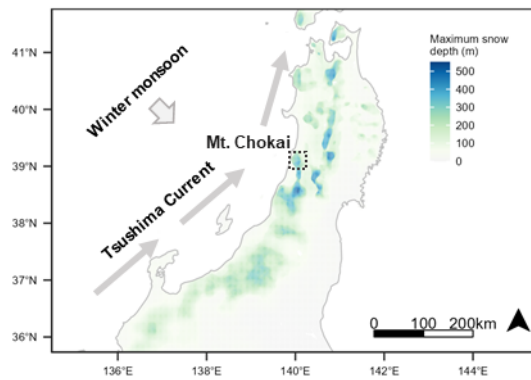 41°N
40°N
39°N
38°N
37°N
36°N
Winter monsoon
Mt. Chokai
Tsushima Current
Maximum snow
depth (m)
500
400
300
200
100
0
0 100 200km
136°E 138°E 140°E 142°E 144°E